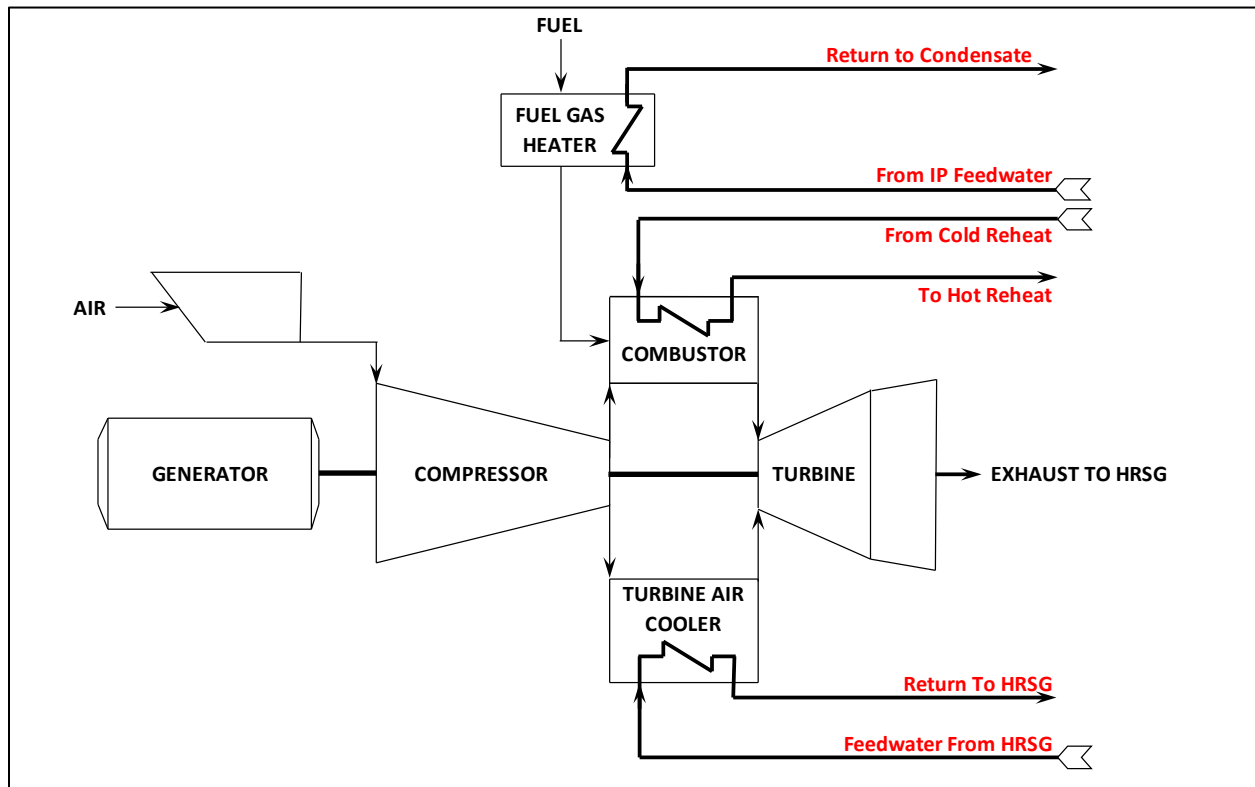 FUEL
Return to Condensate
FUEL GAS
HEATER
From IP Feedwater
From Cold Reheat
To Hot Reheat
AIR
COMBUSTOR
GENERATOR
COMPRESSOR
TURBINE
EXHAUST TO HRSG
TURBINE AIR
COOLER
Return To HRSG
Feedwater From HRSG